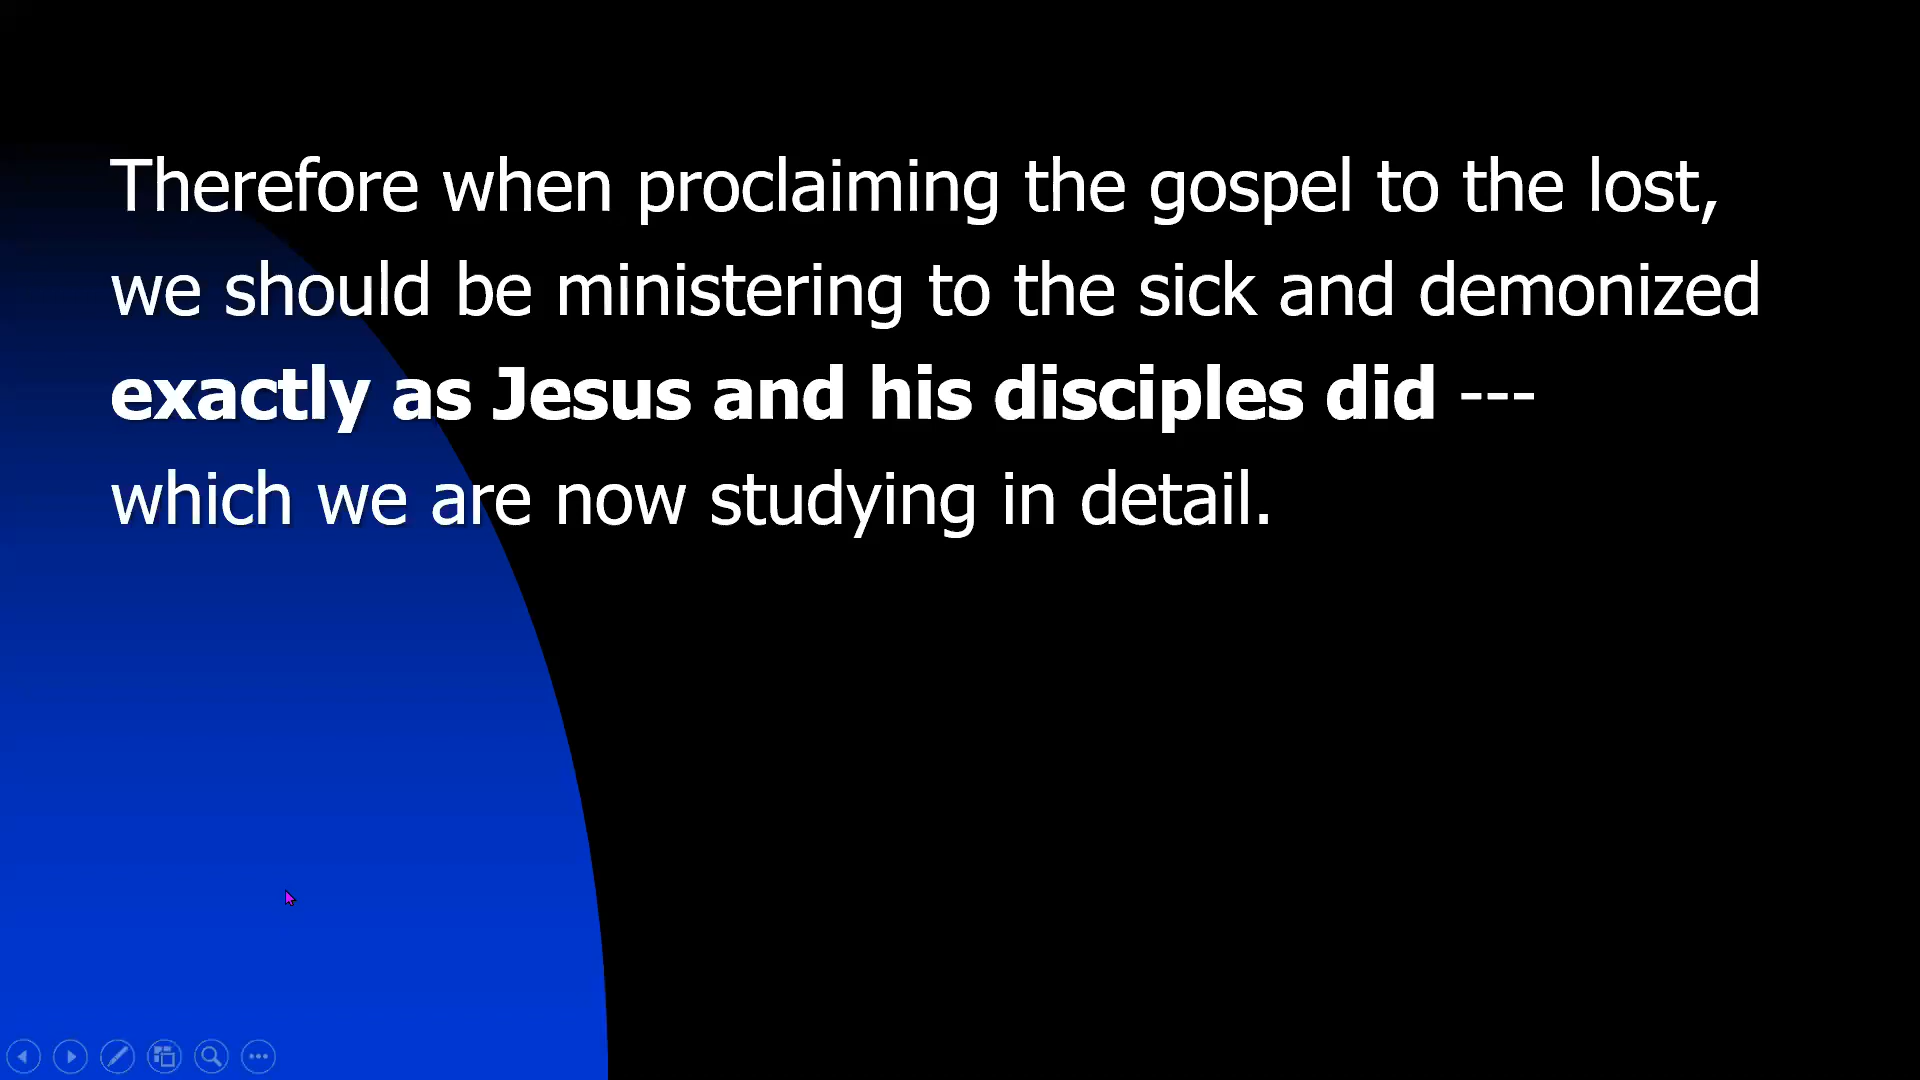 Therefore when proclaiming the gospel to the lost,
we should be ministering to the sick and demonized
exactly as Jesus and his disciples did ---
which we are now studying in detail.